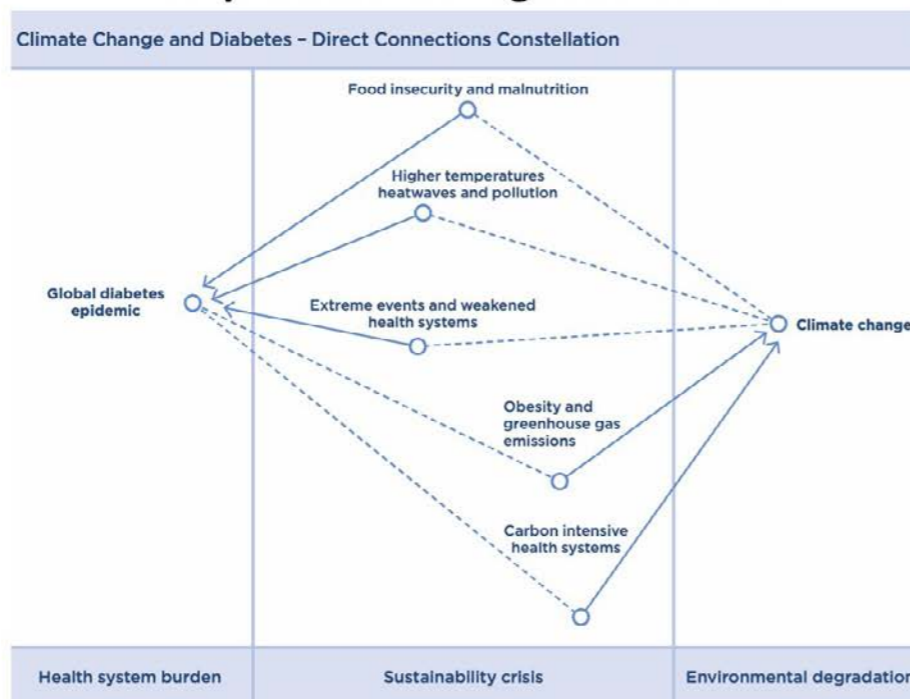 Climate Change and Diabetes – Direct Connections Constellation
Food insecurity and malnutrition
Higher temperatures
heatwaves and pollution
Global diabetes
epidemic
Extreme events and weakened
health systems
Climate change
Obesity and
greenhouse gas
emissions
Carbon intensive
health systems
Health system burden
Sustainability crisis
Environmental degradation